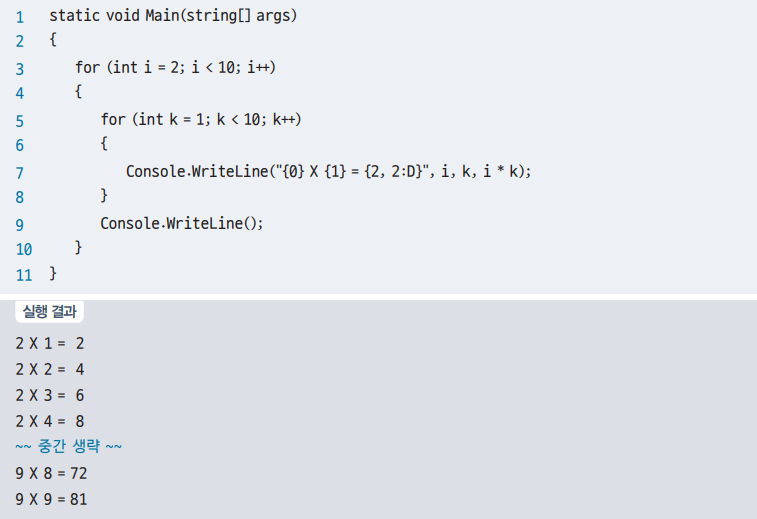 1 static void Main(string[] args)
2 {
3 for (int i = 2; i < 10; i++)
4 {
5 for (int k = 1; k < 10; k++)
6 {
7 Console.WriteLine("{0} X {1} = {2, 2:D}", i, k, i * k);
8 }
9 Console.WriteLine();
10 }
11 }
실행 결과
2 X 1 =  2
2 X 2 =  4
2 X 3 =  6
2 X 4 =  8
~~ 중간 생략 ~~
9 X 8 = 72
9 X 9 = 81